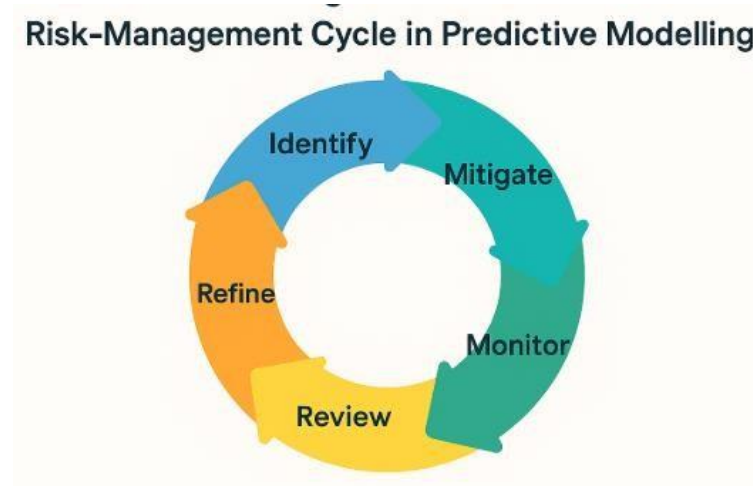 Risk-Management Cycle in Predictive Modelling
Identify
Mitigate
Monitor
Review
Refine